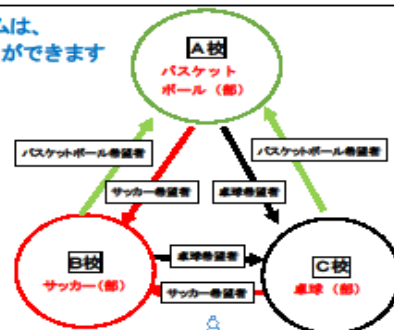 ムは、
ができます
A校
バスケット
ボール（部）
バスケットボール希望者
バスケットボール希望者
サッカー希望者
卓球希望者
B校
サッカー（部）
卓球希望者
サッカー希望者
C校
卓球（部）